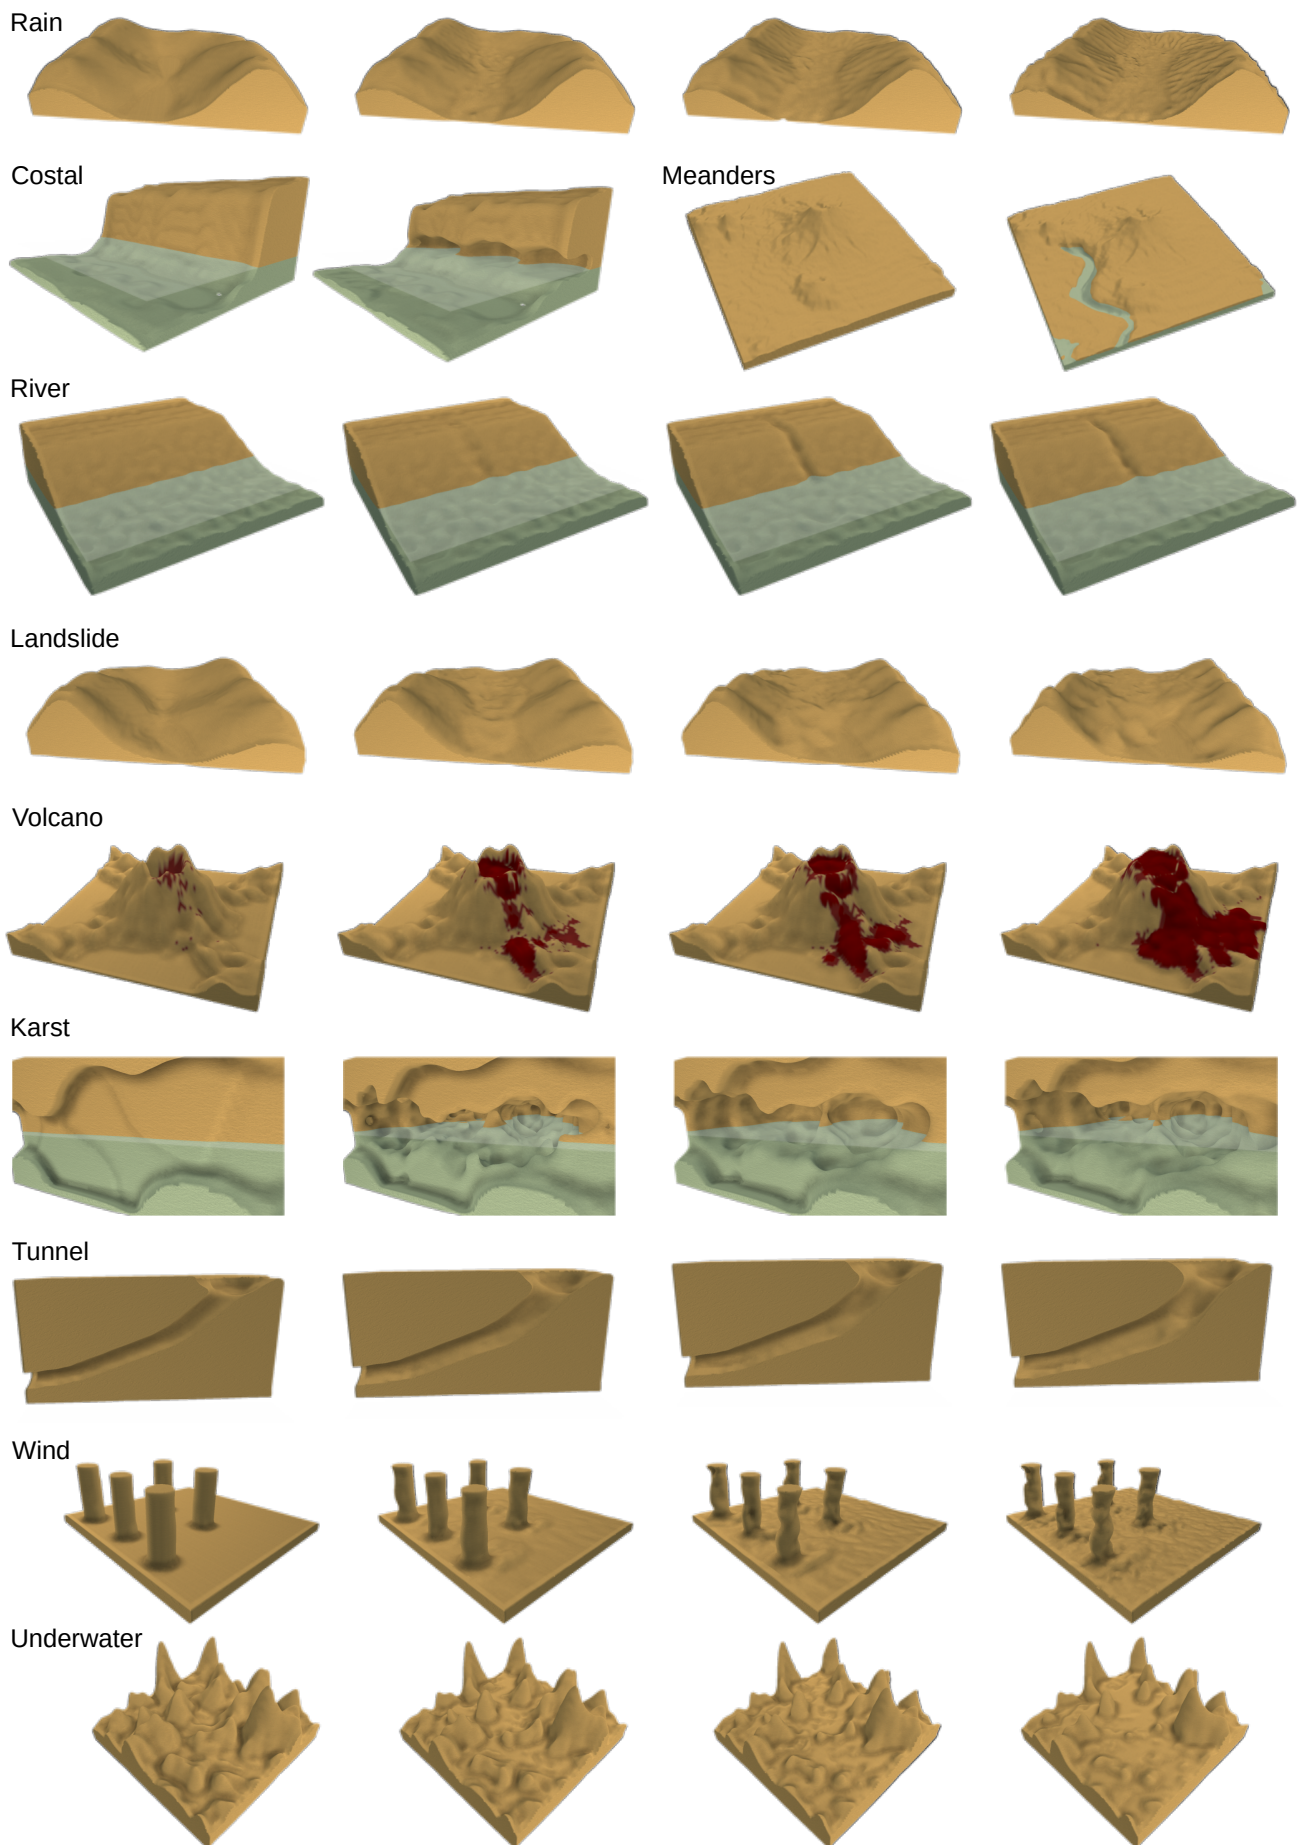 Rain
Costal
Meanders
River
Landslide
Volcano
Karst
Tunnel
Wind
Underwater